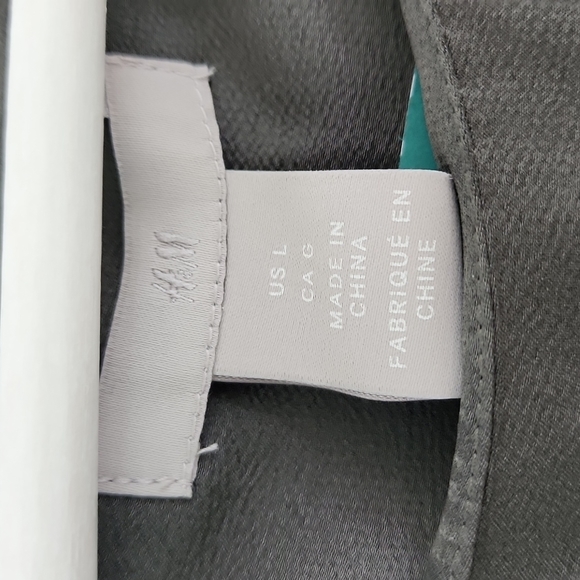 H&M
US L
CA G
MADE IN
CHINA
FABRIQUÉ EN
CHINE